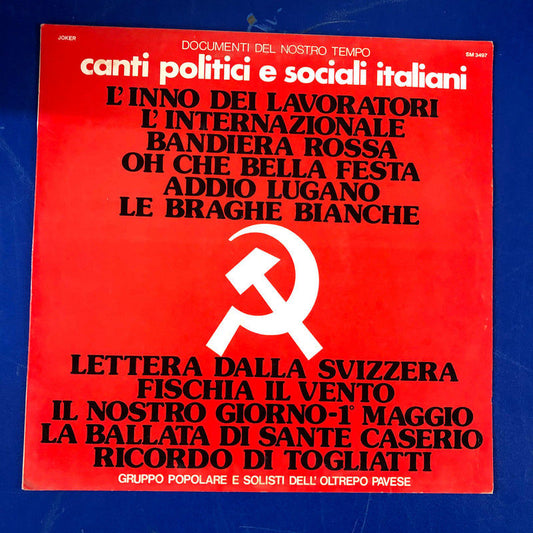 JOKER
DOCUMENTI DEL NOSTRO TEMPO
SM 3497
canti politici e sociali italiani
L'INNO DEI LAVORATORI
L'INTERNAZIONALE
BANDIERA ROSSA
OH CHE BELLA FESTA
ADDIO LUGANO
LE BRAGHE BIANCHE
LETTERA DALLA SVIZZERA
FISCHIA IL VENTO
IL NOSTRO GIORNO-1° MAGGIO
LA BALLATA DI SANTE CASERIO
RICORDO DI TOGLIATTI
GRUPPO POPOLARE E SOLISTI DELL'OLTREPO PAVESE